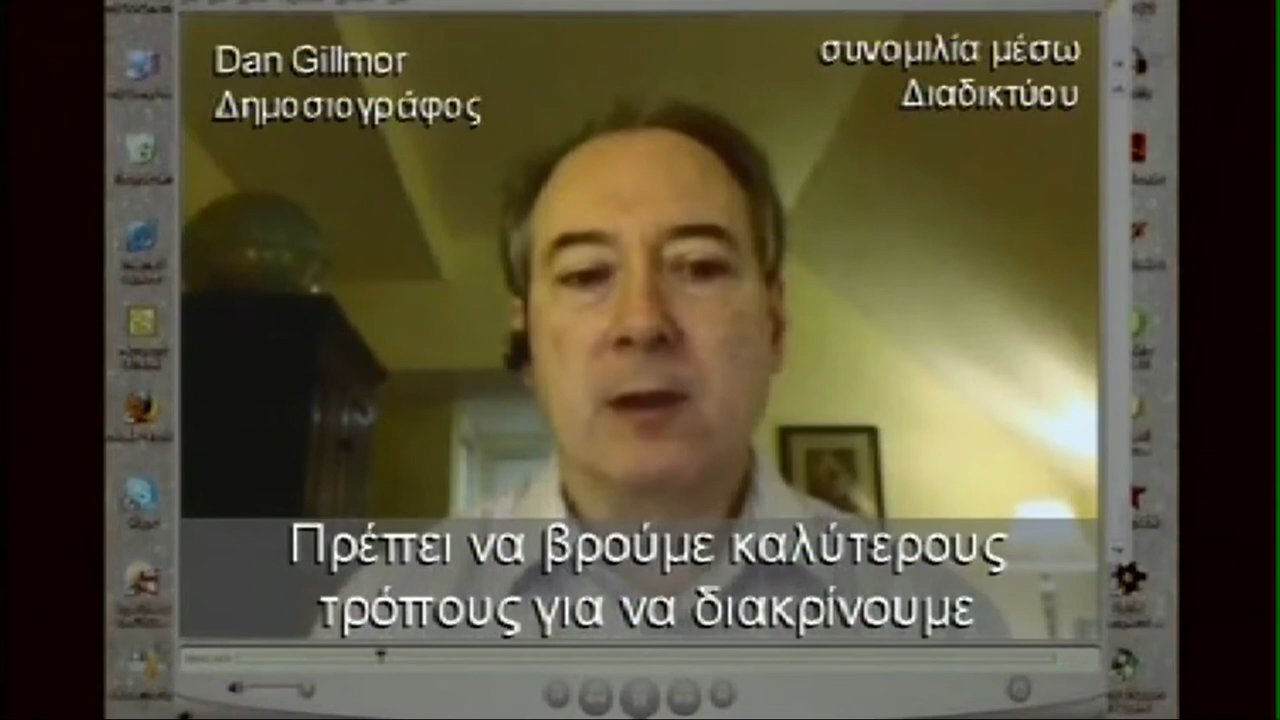 Dan Gillmor
Δημοσιογράφος
συνομιλία μέσω
Διαδικτύου
Πρέπει να βρούμε καλύτερους
τρόπους για να διακρίνουμε